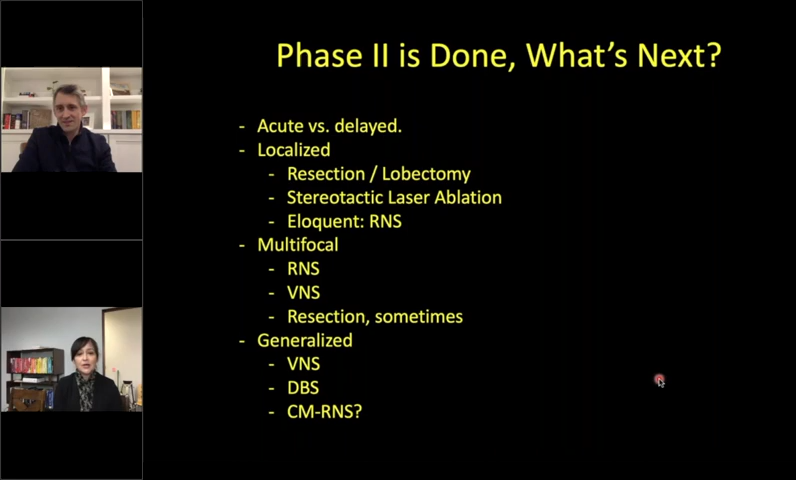 Phase II is Done, What's Next?
- Acute vs. delayed.
- Localized
- Resection / Lobectomy
- Stereotactic Laser Ablation
- Eloquent: RNS
- Multifocal
- RNS
- VNS
- Resection, sometimes
- Generalized
- VNS
- DBS
- CM-RNS?